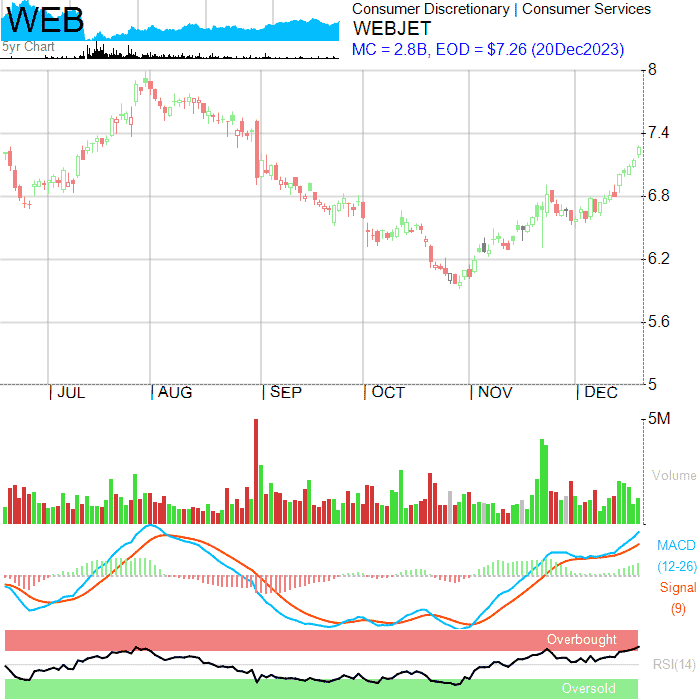 WEB
5yr Chart
Consumer Discretionary | Consumer Services
WEBJET
MC = 2.8B, EOD = $7.26 (20Dec2023)
8
7.4
6.8
6.2
5.6
5
JUL AUG SEP OCT NOV DEC
5M
Volume
MACD
(12-26)
Signal
(9)
Overbought
RSI(14)
Oversold